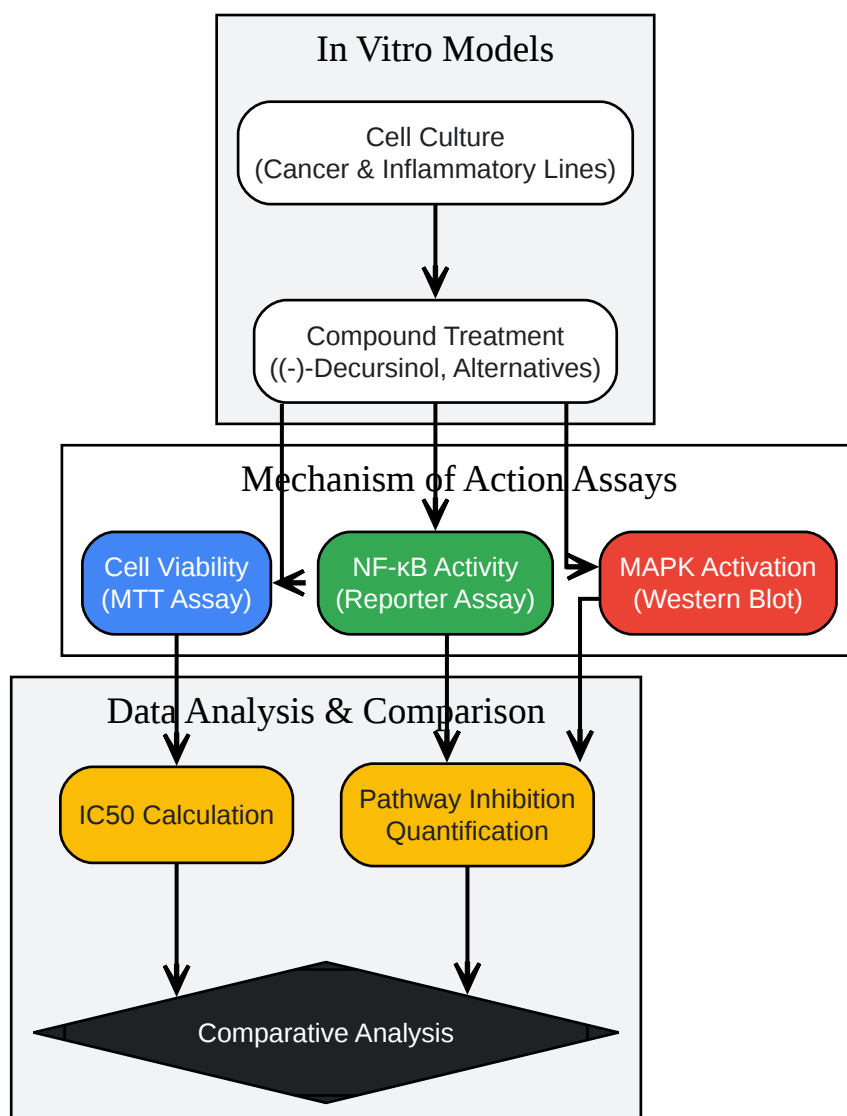 In Vitro Models
Cell Culture
(Cancer & Inflammatory Lines)
Compound Treatment
((-)-Decursinol, Alternatives)
Mechanism of Action Assays
Cell Viability
(MTT Assay)
NF-κB Activity
(Reporter Assay)
MAPK Activation
(Western Blot)
Data Analysis & Comparison
IC50 Calculation
Pathway Inhibition
Quantification
Comparative Analysis